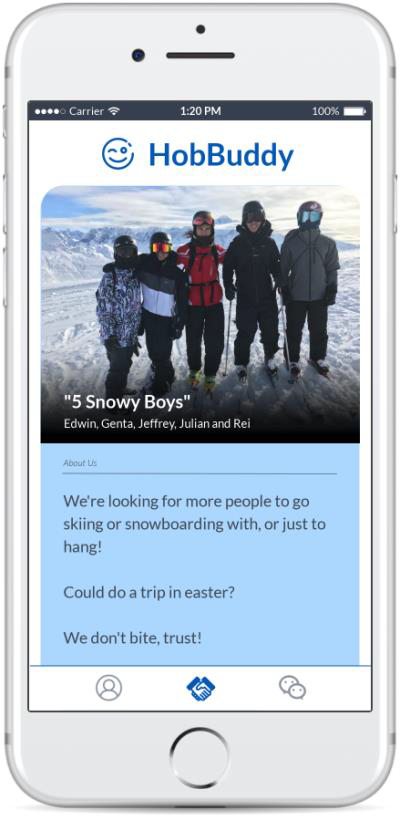 Carrier 1:20 PM 100%
HobBuddy
"5 Snowy Boys"
Edwin, Genta, Jeffrey, Julian and Rei
About Us
We're looking for more people to go
skiing or snowboarding with, or just to
hang!
Could do a trip in easter?
We don't bite, trust!